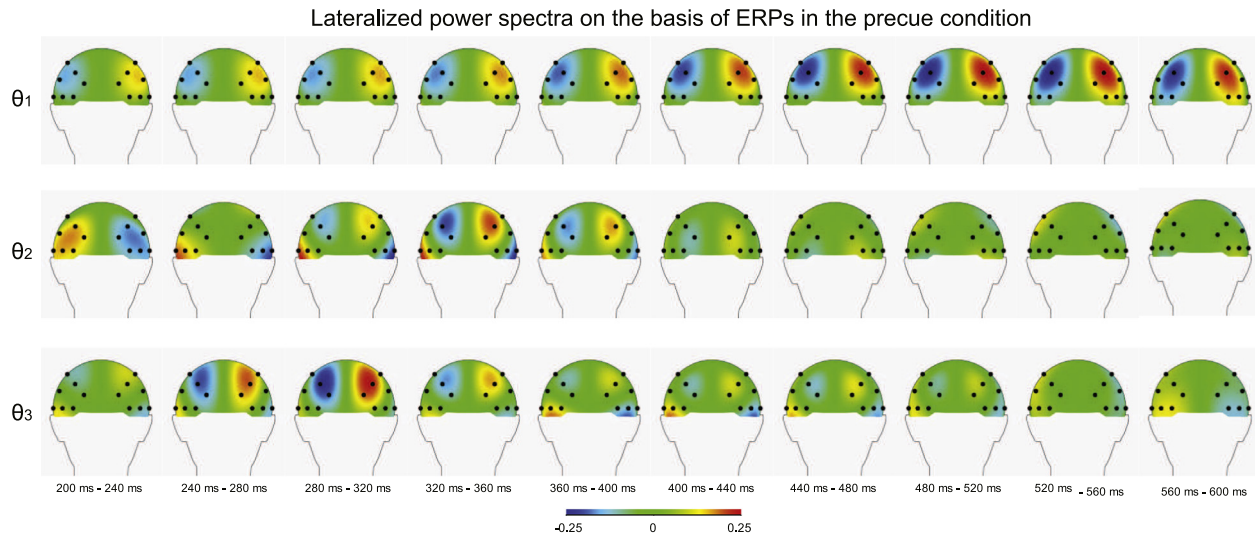 Lateralized power spectra on the basis of ERPs in the precue condition
θ1
θ2
θ3
200 ms - 240 ms 240 ms - 280 ms 280 ms - 320 ms 320 ms - 360 ms 360 ms - 400 ms 400 ms - 440 ms 440 ms - 480 ms 480 ms - 520 ms 520 ms - 560 ms 560 ms - 600 ms
-0.25 0 0.25